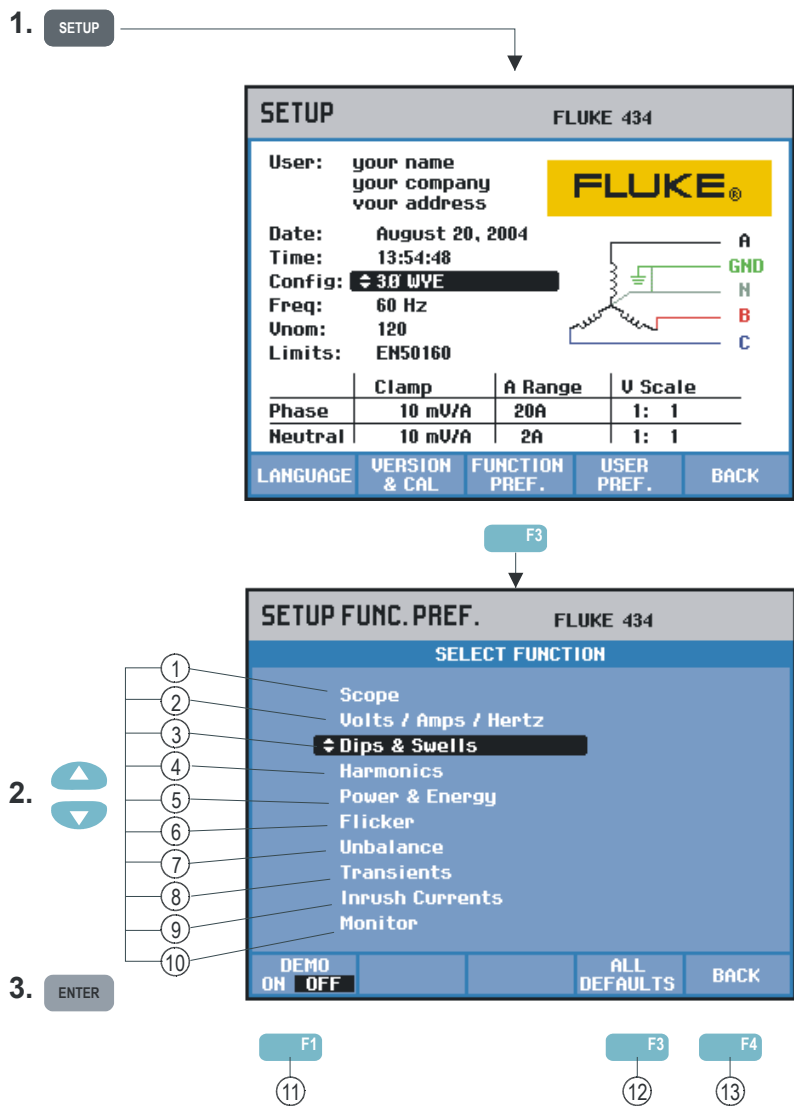 1. SETUP
SETUP FLUKE 434
User: your name
your company
your address
FLUKE®
Date: August 20, 2004
Time: 13:54:48
Config: 3Ø WYE
Freq: 60 Hz
Vnom: 120
Limits: EN50160
A
GND
N
B
C
Clamp A Range V Scale
Phase 10 mV/A 20A 1: 1
Neutral 10 mV/A 2A 1: 1
LANGUAGE VERSION & CAL FUNCTION PREF. USER PREF. BACK
F3
SETUP FUNC. PREF. FLUKE 434
SELECT FUNCTION
1 Scope
2 Volts / Amps / Hertz
3 Dips & Swells
4 Harmonics
2.
5 Power & Energy
6 Flicker
7 Unbalance
8 Transients
9 Inrush Currents
10 Monitor
3. ENTER
DEMO ON OFF ALL DEFAULTS BACK
F1 F3 F4
11 12 13